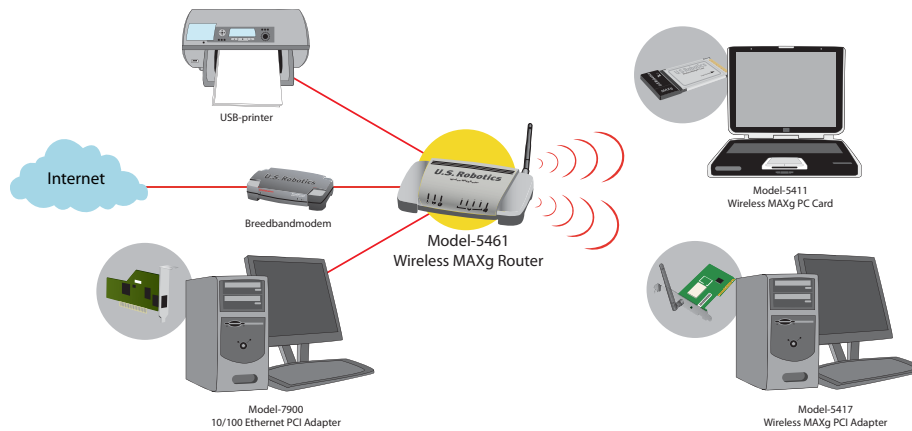 USB-printer
Internet
U.S. Robotics
U.S. Robotics
Breedbandmodem
Model-5461
Wireless MAXg Router
Model-5411
Wireless MAXg PC Card
Model-7900
10/100 Ethernet PCI Adapter
Model-5417
Wireless MAXg PCI Adapter